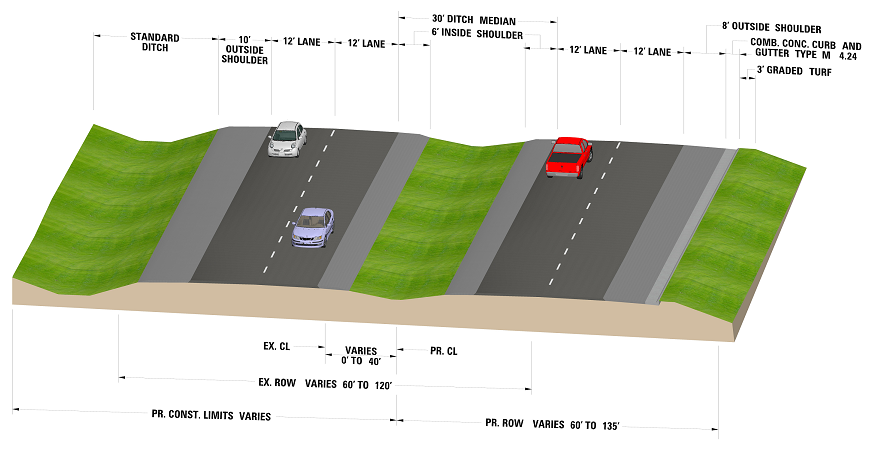 30' DITCH MEDIAN
8' OUTSIDE SHOULDER
STANDARD
DITCH
10'
OUTSIDE
SHOULDER
12' LANE
12' LANE
6' INSIDE SHOULDER
12' LANE
12' LANE
COMB. CONC. CURB AND
GUTTER TYPE M 4.24
3' GRADED TURF
EX. CL
VARIES
0' TO 40'
PR. CL
EX. ROW VARIES 60' TO 120'
PR. CONST. LIMITS VARIES
PR. ROW VARIES 60' TO 135'